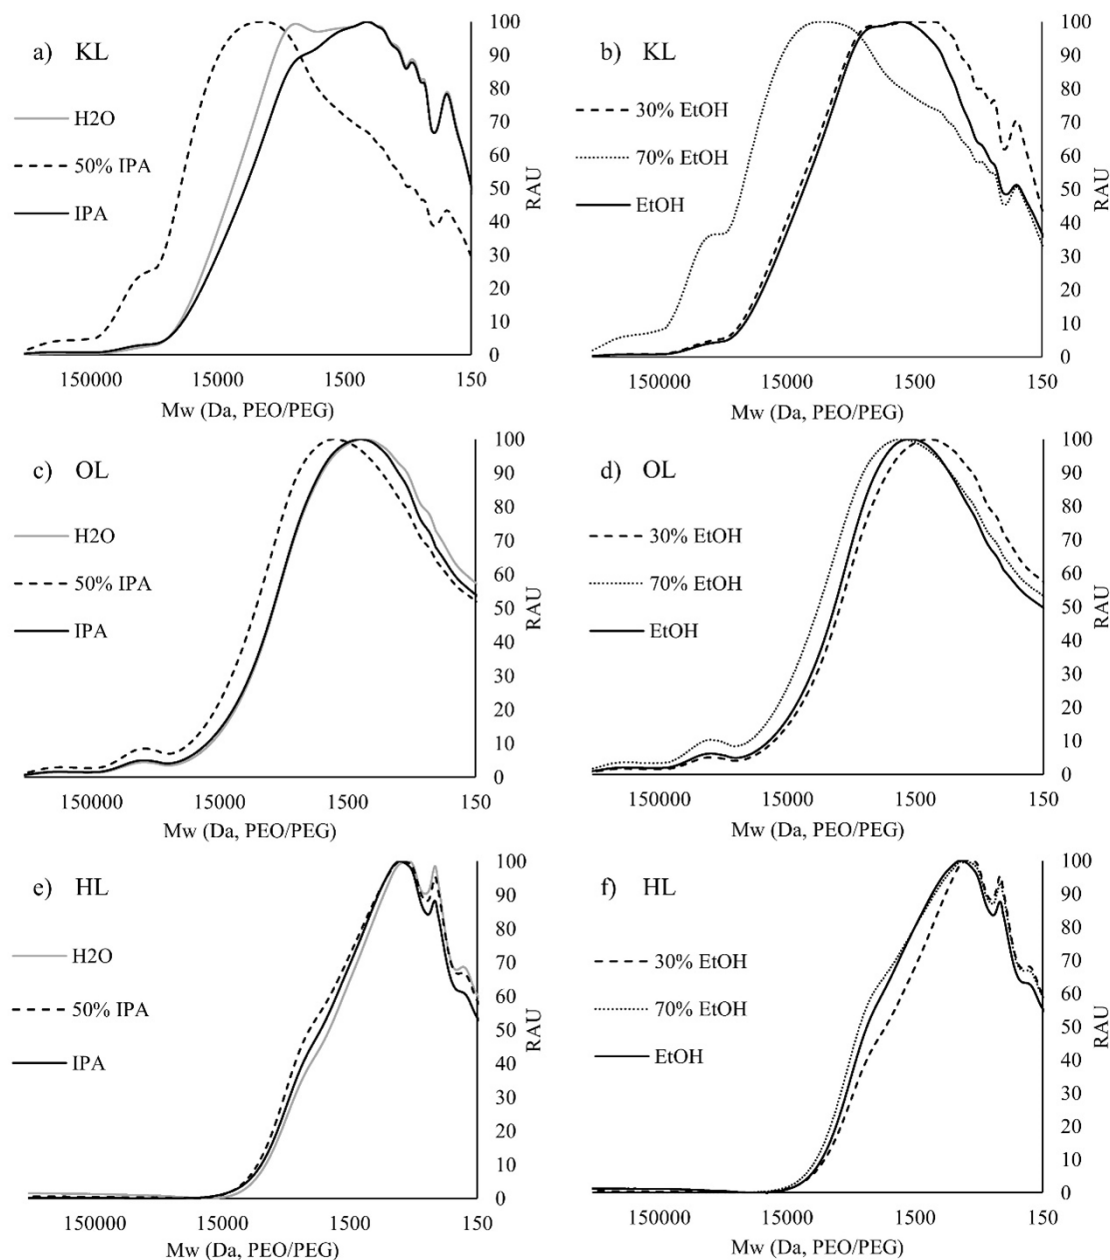 a) KL
H2O
50% IPA
IPA
100
90
80
70
60
50
40
30
20
10
0
RAU
150000 15000 1500 150
Mw (Da, PEO/PEG)
b) KL
30% EtOH
70% EtOH
EtOH
100
90
80
70
60
50
40
30
20
10
0
RAU
150000 15000 1500 150
Mw (Da, PEO/PEG)
c) OL
H2O
50% IPA
IPA
100
90
80
70
60
50
40
30
20
10
0
RAU
150000 15000 1500 150
Mw (Da, PEO/PEG)
d) OL
30% EtOH
70% EtOH
EtOH
100
90
80
70
60
50
40
30
20
10
0
RAU
150000 15000 1500 150
Mw (Da, PEO/PEG)
e) HL
H2O
50% IPA
IPA
100
90
80
70
60
50
40
30
20
10
0
RAU
150000 15000 1500 150
Mw (Da, PEO/PEG)
f) HL
30% EtOH
70% EtOH
EtOH
100
90
80
70
60
50
40
30
20
10
0
RAU
150000 15000 1500 150
Mw (Da, PEO/PEG)